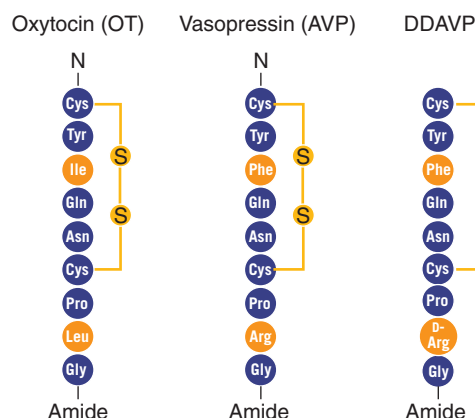 Oxytocin (OT) Vasopressin (AVP) DDAVP
N N
Cys Cys Cys
Tyr Tyr Tyr
S S
Ile Phe Phe
Gln Gln Gln
S S
Asn Asn Asn
Cys Cys Cys
Pro Pro Pro
Leu Arg D-
Arg
Gly Gly Gly
Amide Amide Amide